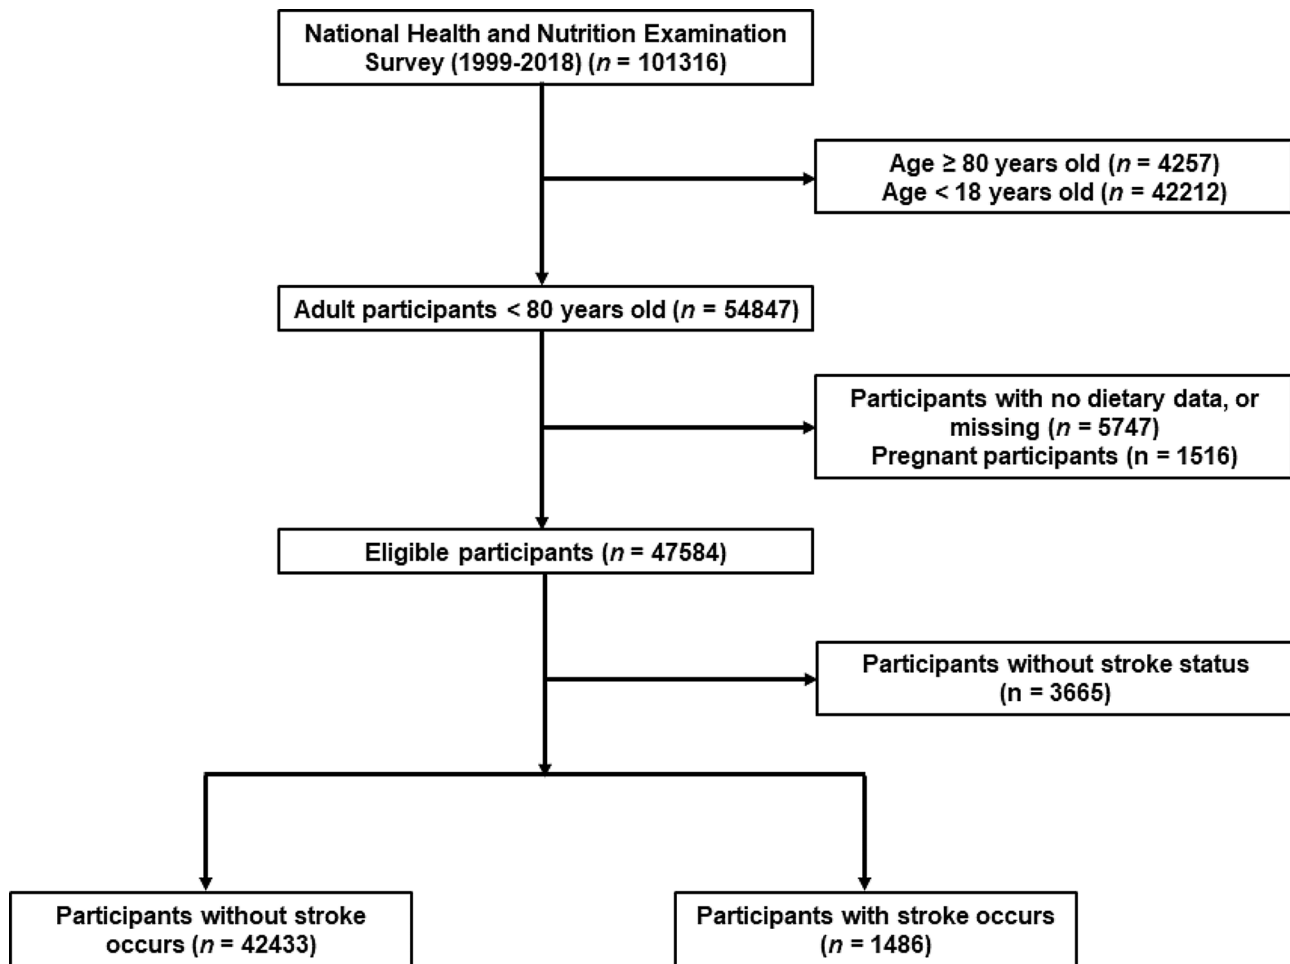 National Health and Nutrition Examination
Survey (1999-2018) (n = 101316)
Age ≥ 80 years old (n = 4257)
Age < 18 years old (n = 42212)
Adult participants < 80 years old (n = 54847)
Participants with no dietary data, or
missing (n = 5747)
Pregnant participants (n = 1516)
Eligible participants (n = 47584)
Participants without stroke status
(n = 3665)
Participants without stroke
occurs (n = 42433)
Participants with stroke occurs
(n = 1486)